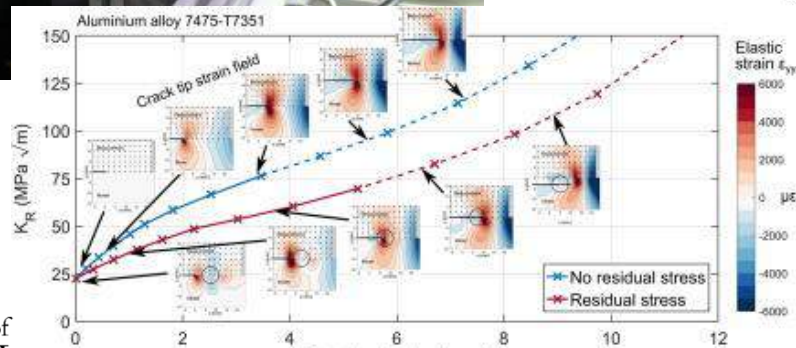 Aluminium alloy 7475-T7351
Crack tip strain field
K_R (MPa √m)
150
125
100
75
50
25
0
0 2 4 6 8 10 12
No residual stress
Residual stress
Elastic
strain ε_yy
6000
4000
2000
0 με
-2000
-4000
-6000
of